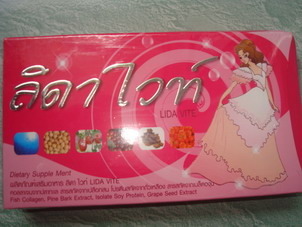 ลิดาไวท์
LIDA VITE
Dietary Supple Ment
ผลิตภัณฑ์เสริมอาหาร ลิดา ไวท์ LIDA VITE
Fish Collagen, Pine Bark Extract, Isolate Soy Protein, Grape Seed Extract